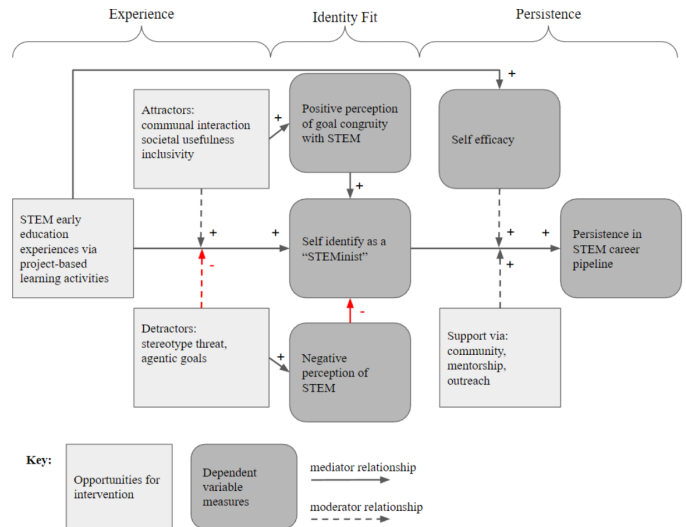 Experience
Identity Fit
Persistence
Attractors:
communal interaction
societal usefulness
inclusivity
+
Positive perception
of goal congruity
with STEM
+
Self efficacy
+
STEM early
education
experiences via
project-based
learning activities
+
+
-
Self identify as a
“STEMinist”
+
+
+
Persistence in
STEM career
pipeline
Detractors:
stereotype threat,
agentic goals
+
-
Negative
perception of
STEM
Support via:
community,
mentorship,
outreach
Key:
Opportunities for
intervention
Dependent
variable
measures
mediator relationship
moderator relationship